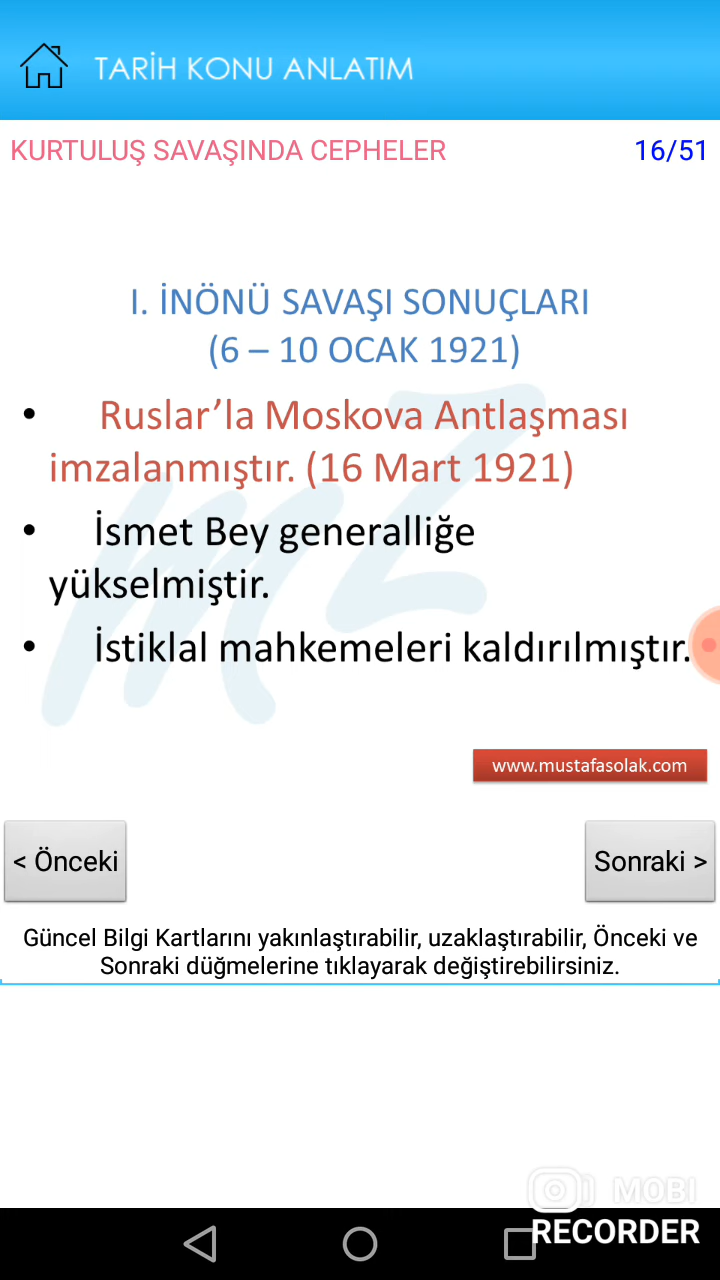 TARİH KONU ANLATIM
KURTULUŞ SAVAŞINDA CEPHELER 16/51
I. İNÖNÜ SAVAŞI SONUÇLARI
(6 – 10 OCAK 1921)
• Ruslar’la Moskova Antlaşması
imzalanmıştır. (16 Mart 1921)
• İsmet Bey generalliğe
yükselmiştir.
• İstiklal mahkemeleri kaldırılmıştır.
www.mustafasolak.com
< Önceki Sonraki >
Güncel Bilgi Kartlarını yakınlaştırabilir, uzaklaştırabilir, Önceki ve
Sonraki düğmelerine tıklayarak değiştirebilirsiniz.
MOBI
RECORDER